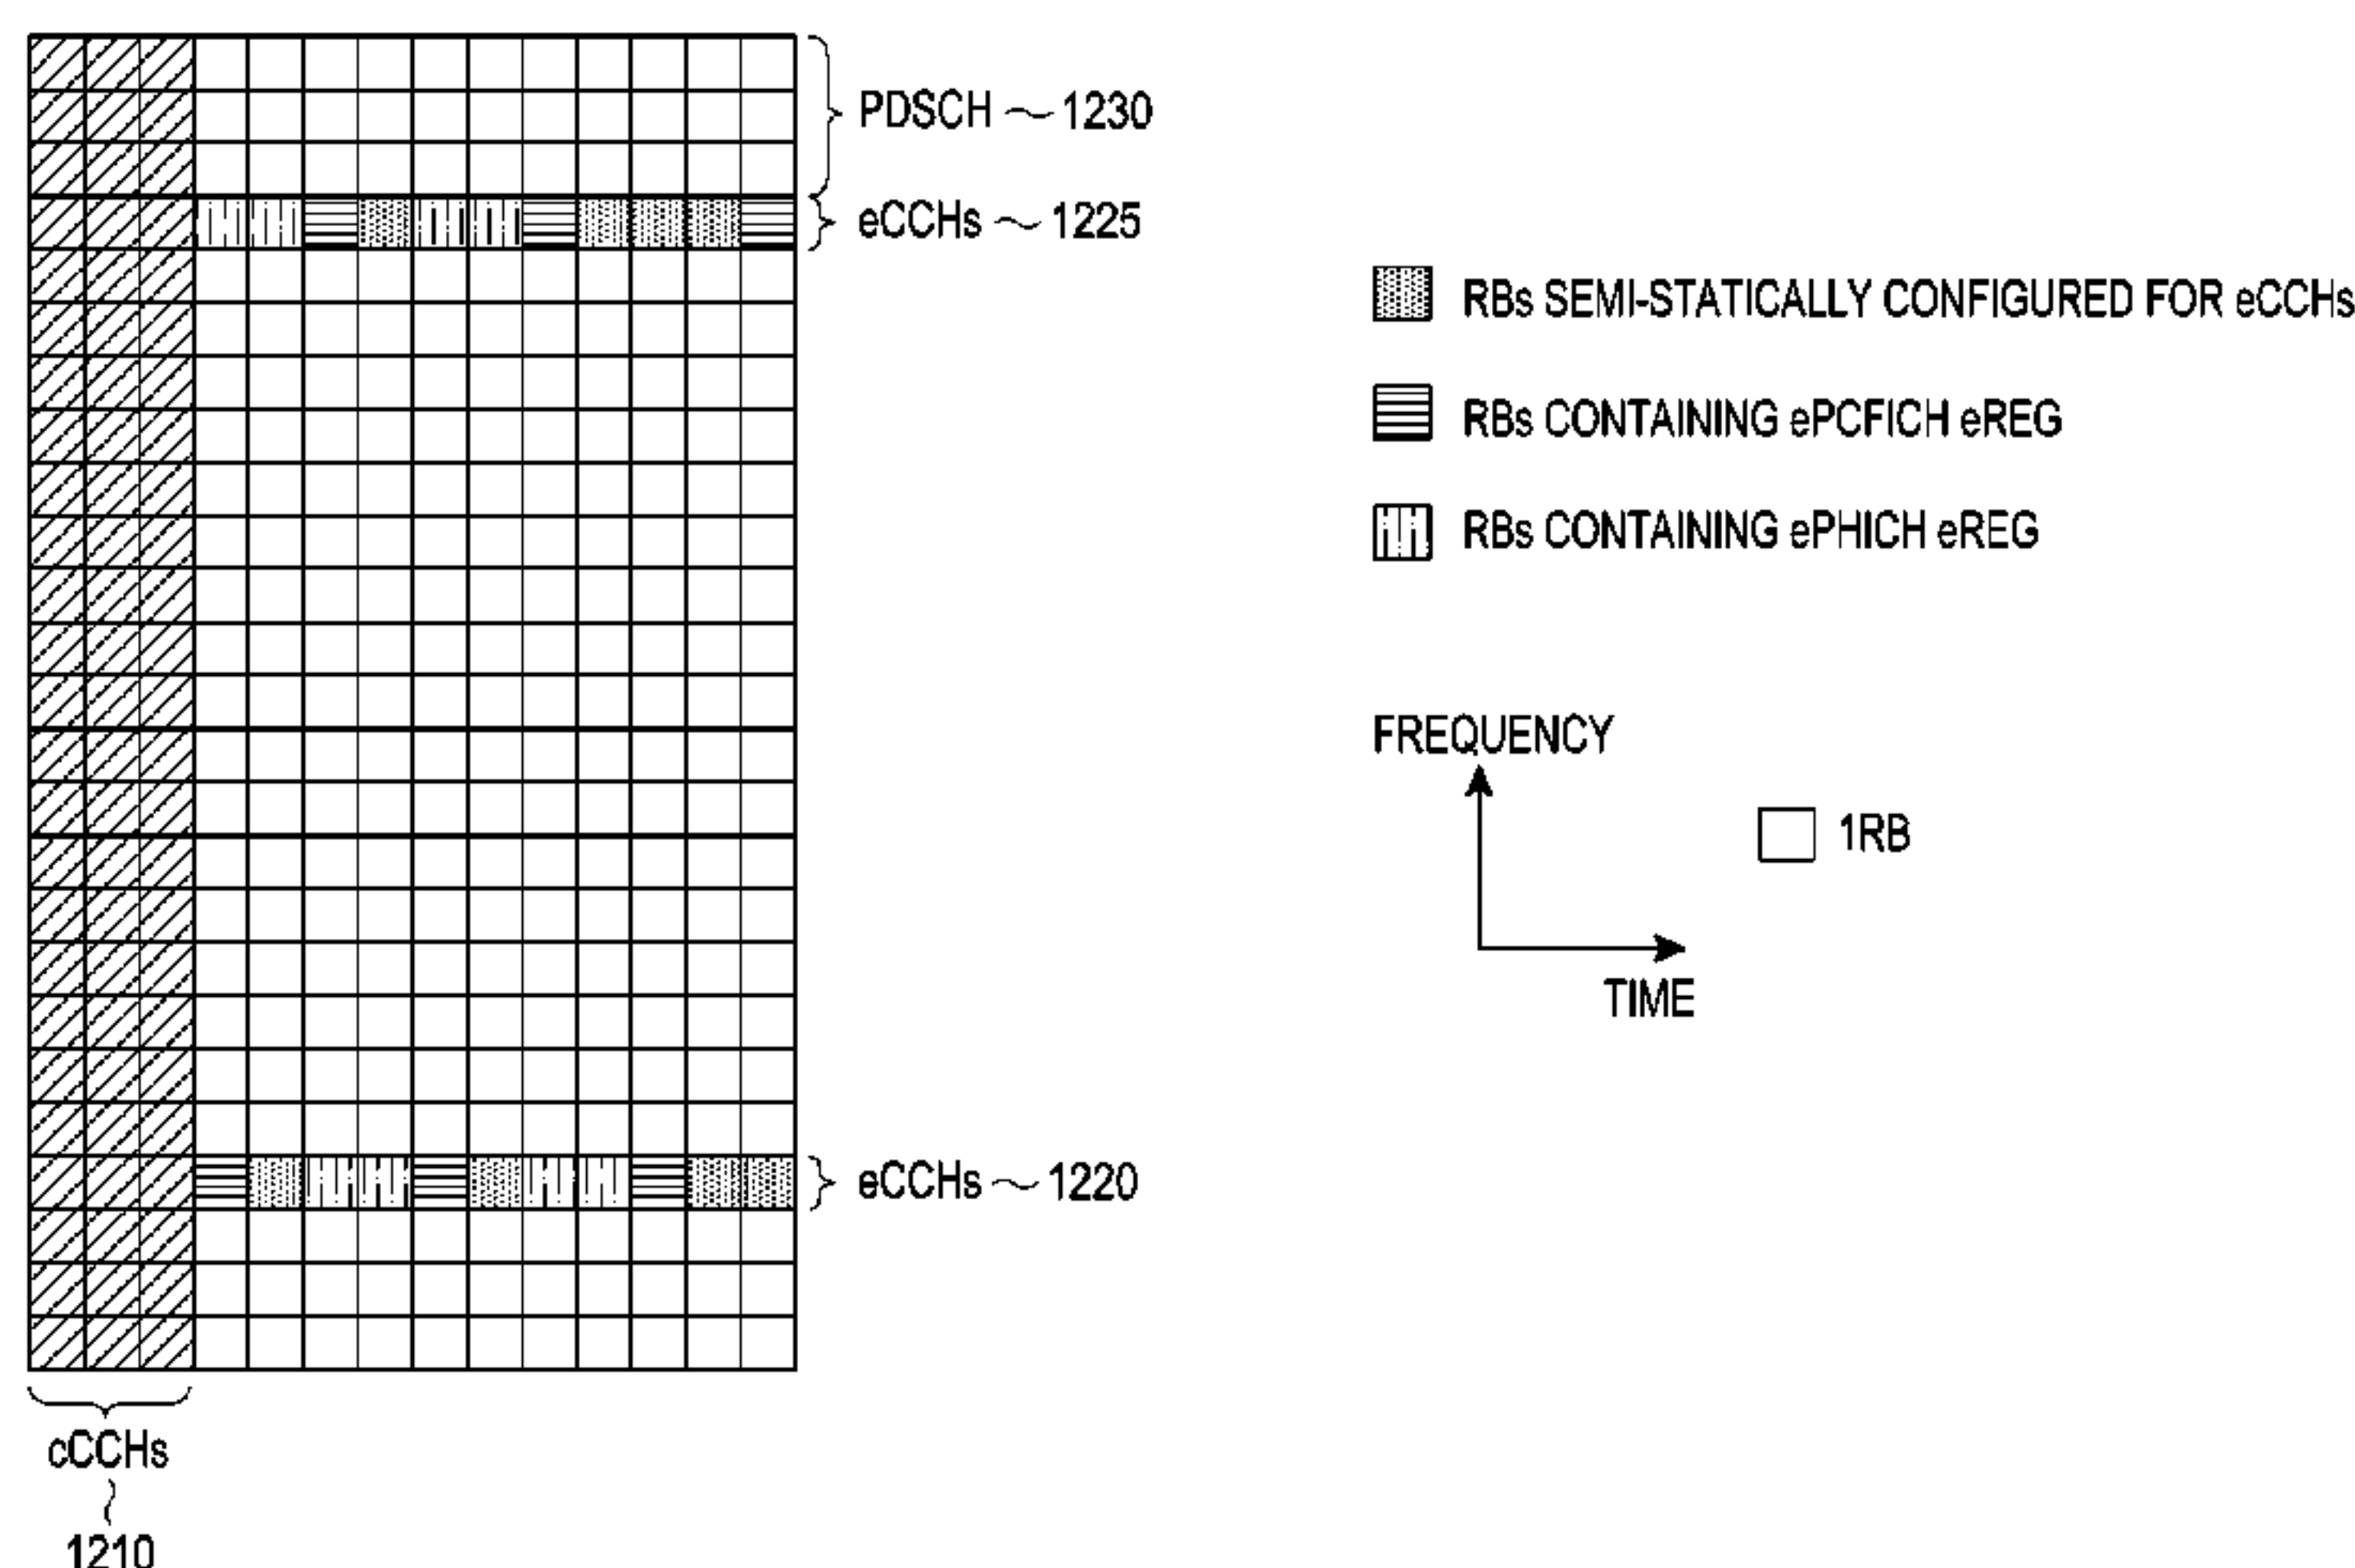 PDSCH 1230
eCCHs 1225
RBs SEMI-STATICALLY CONFIGURED FOR eCCHs
RBs CONTAINING ePCFICH eREG
RBs CONTAINING ePHICH eREG
FREQUENCY
1RB
TIME
eCCHs 1220
cCCHs
1210